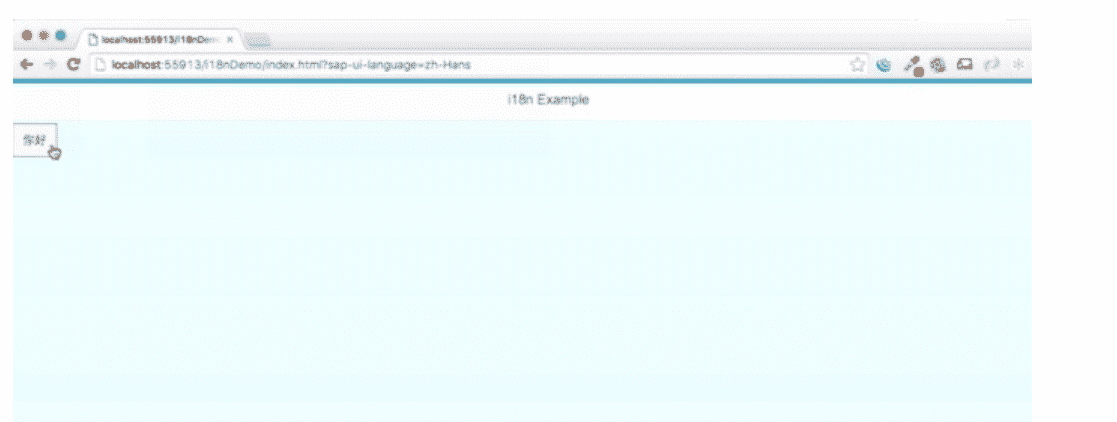 localhost:55913/i18nDem
localhost:55913/i18nDemo/index.html?sap-ui-language=zh-Hans
i18n Example
你好